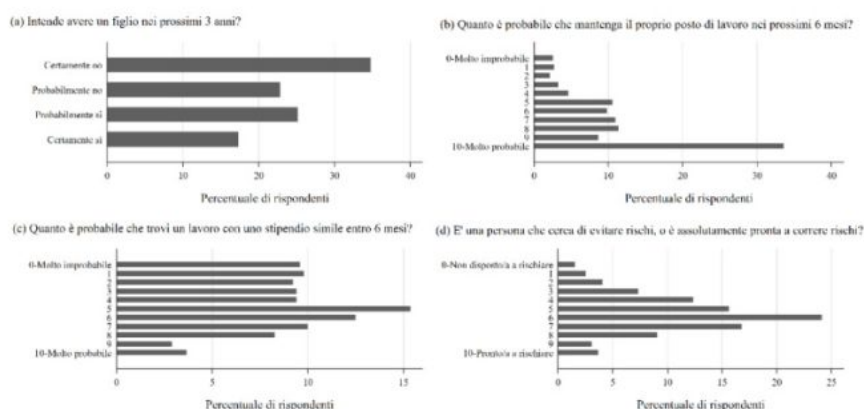 (a) Intende avere un figlio nei prossimi 3 anni?
Certamente no
Probabilmente no
Probabilmente sì
Certamente sì
0 10 20 30 40
Percentuale di rispondenti
(b) Quanto è probabile che mantenga il proprio posto di lavoro nei prossimi 6 mesi?
0-Molto improbabile
1
2
3
4
5
6
7
8
9
10-Molto probabile
0 10 20 30 40
Percentuale di rispondenti
(c) Quanto è probabile che trovi un lavoro con uno stipendio simile entro 6 mesi?
0-Molto improbabile
1
2
3
4
5
6
7
8
9
10-Molto probabile
0 5 10 15
Percentuale di rispondenti
(d) E' una persona che cerca di evitare rischi, o è assolutamente pronta a correre rischi?
0-Non disposto/a a rischiare
1
2
3
4
5
6
7
8
9
10-Pronto/a a rischiare
0 5 10 15 20 25
Percentuale di rispondenti